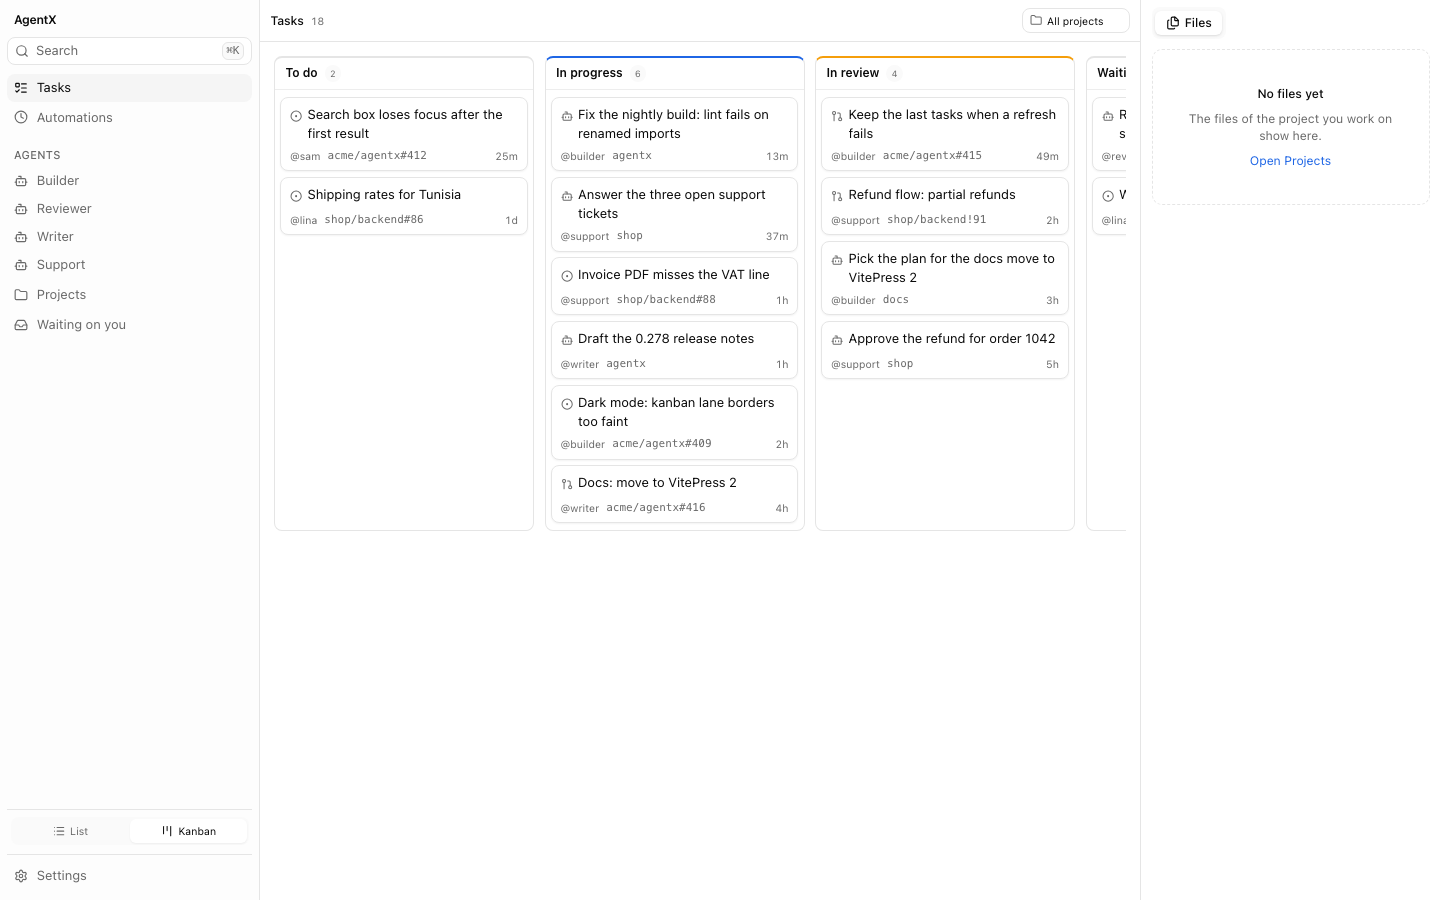 AgentX
Search ⌘K
Tasks
Automations
AGENTS
Builder
Reviewer
Writer
Support
Projects
Waiting on you
List
Kanban
Settings
Tasks 18
All projects
To do 2
Search box loses focus after the
first result
@sam acme/agentx#412 25m
Shipping rates for Tunisia
@lina shop/backend#86 1d
In progress 6
Fix the nightly build: lint fails on
renamed imports
@builder agentx 13m
Answer the three open support
tickets
@support shop 37m
Invoice PDF misses the VAT line
@support shop/backend#88 1h
Draft the 0.278 release notes
@writer agentx 1h
Dark mode: kanban lane borders
too faint
@builder acme/agentx#409 2h
Docs: move to VitePress 2
@writer acme/agentx#416 4h
In review 4
Keep the last tasks when a refresh
fails
@builder acme/agentx#415 49m
Refund flow: partial refunds
@support shop/backend!91 2h
Pick the plan for the docs move to
VitePress 2
@builder docs 3h
Approve the refund for order 1042
@support shop 5h
Waiti
R
s
@rev
W
@lina
Files
No files yet
The files of the project you work on
show here.
Open Projects